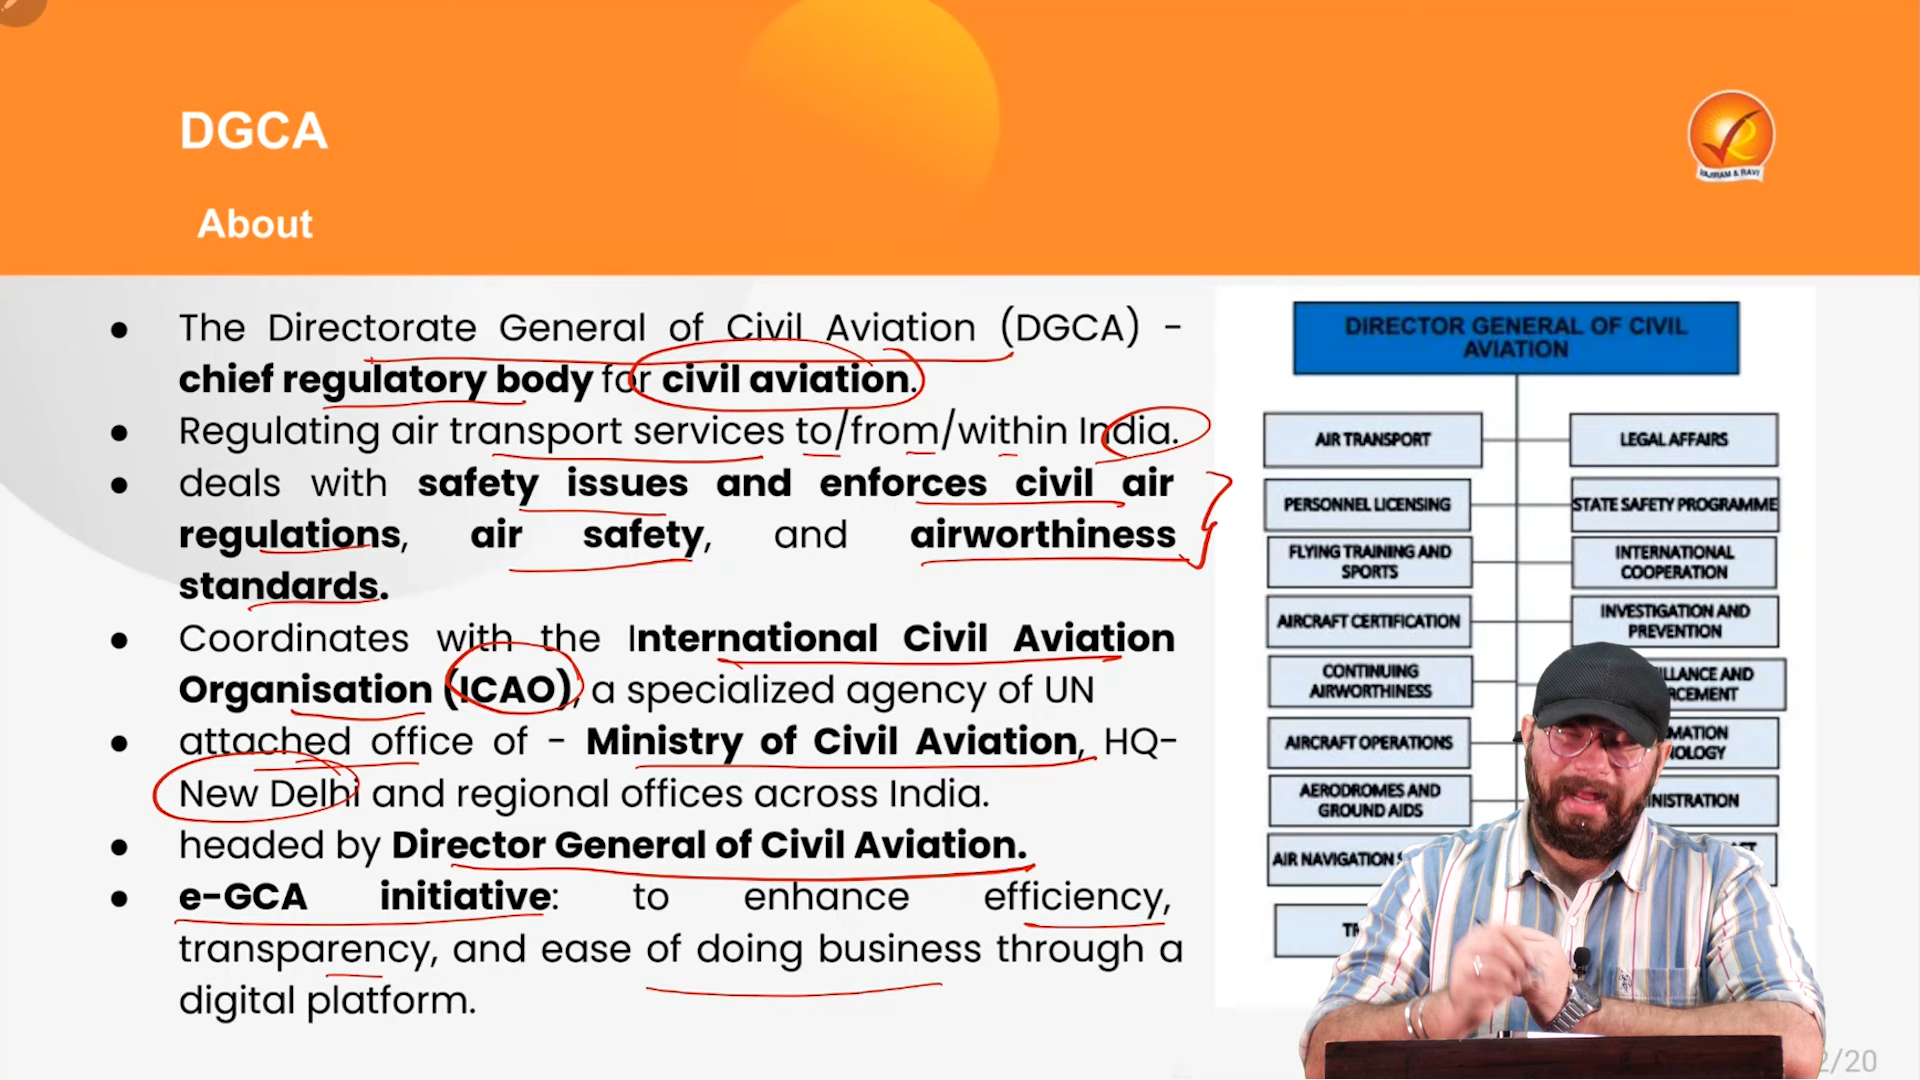 DGCA
About
VAJIRAM & RAVI
● The Directorate General of Civil Aviation (DGCA) -
chief regulatory body for civil aviation.
● Regulating air transport services to/from/within India.
● deals with safety issues and enforces civil air
regulations, air safety, and airworthiness
standards.
● Coordinates with the International Civil Aviation
Organisation (ICAO), a specialized agency of UN
● attached office of - Ministry of Civil Aviation, HQ-
New Delhi and regional offices across India.
● headed by Director General of Civil Aviation.
● e-GCA initiative: to enhance efficiency,
transparency, and ease of doing business through a
digital platform.
DIRECTOR GENERAL OF CIVIL
AVIATION
AIR TRANSPORT
LEGAL AFFAIRS
PERSONNEL LICENSING
STATE SAFETY PROGRAMME
FLYING TRAINING AND
SPORTS
INTERNATIONAL
COOPERATION
AIRCRAFT CERTIFICATION
INVESTIGATION AND
PREVENTION
CONTINUING
AIRWORTHINESS
AIRCRAFT OPERATIONS
AERODROMES AND
GROUND AIDS
AIR NAVIGATION
/20